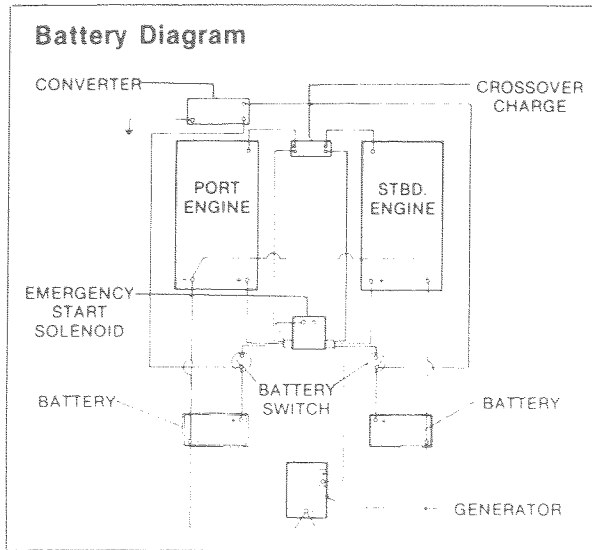 Battery Diagram
CONVERTER
CROSSOVER
CHARGE
PORT
ENGINE
STBD.
ENGINE
EMERGENCY
START
SOLENOID
BATTERY
SWITCH
BATTERY
BATTERY
GENERATOR